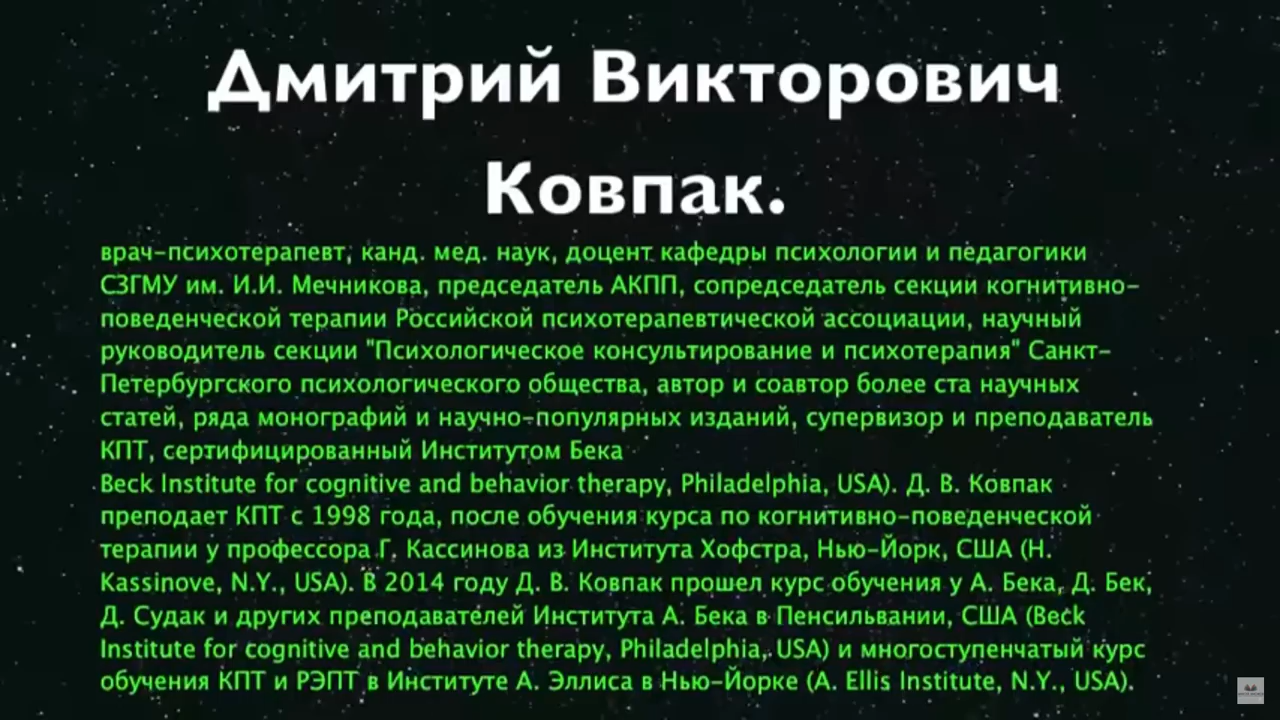 Дмитрий Викторович
Ковпак.
врач-психотерапевт, канд. мед. наук, доцент кафедры психологии и педагогики
СЗГМУ им. И.И. Мечникова, председатель АКПП, сопредседатель секции когнитивно-
поведенческой терапии Российской психотерапевтической ассоциации, научный
руководитель секции "Психологическое консультирование и психотерапия" Санкт-
Петербургского психологического общества, автор и соавтор более ста научных
статей, ряда монографий и научно-популярных изданий, супервизор и преподаватель
КПТ, сертифицированный Институтом Бека
Beck Institute for cognitive and behavior therapy, Philadelphia, USA). Д. В. Ковпак
преподает КПТ с 1998 года, после обучения курса по когнитивно-поведенческой
терапии у профессора Г. Кассинова из Института Хофстра, Нью-Йорк, США (H.
Kassinove, N.Y., USA). В 2014 году Д. В. Ковпак прошел курс обучения у А. Бека, Д. Бек,
Д. Судак и других преподавателей Института А. Бека в Пенсильвании, США (Beck
Institute for cognitive and behavior therapy, Philadelphia, USA) и многоступенчатый курс
обучения КПТ и РЭПТ в Институте А. Эллиса в Нью-Йорке (A. Ellis Institute, N.Y., USA).